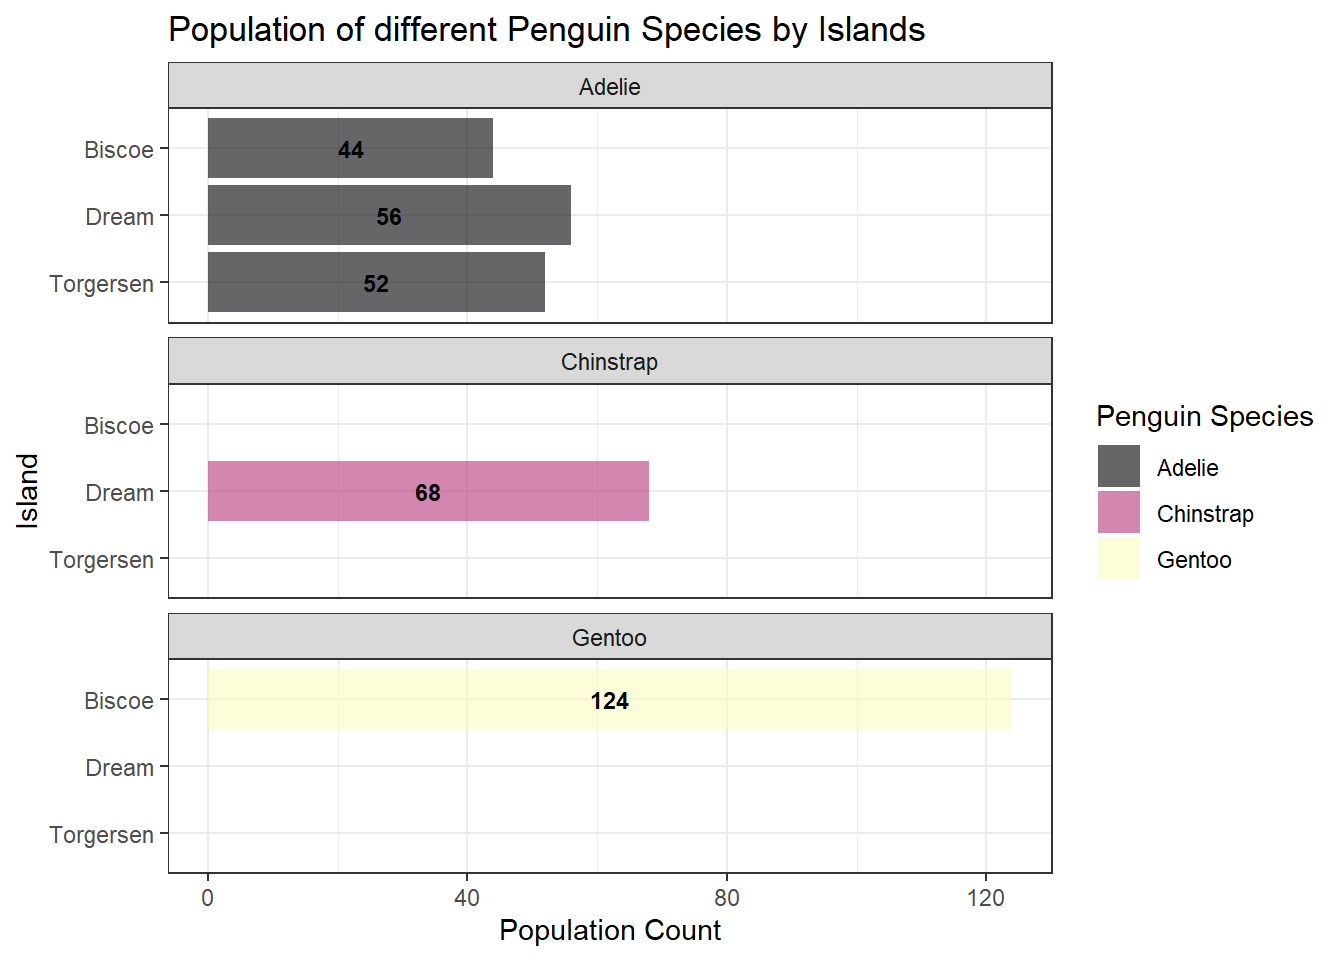 Population of different Penguin Species by Islands
Adelie
Biscoe 44
Dream 56
Torgersen 52
Chinstrap
Biscoe
Dream 68
Torgersen
Gentoo
Biscoe 124
Dream
Torgersen
0 40 80 120
Population Count
Island
Penguin Species
Adelie
Chinstrap
Gentoo